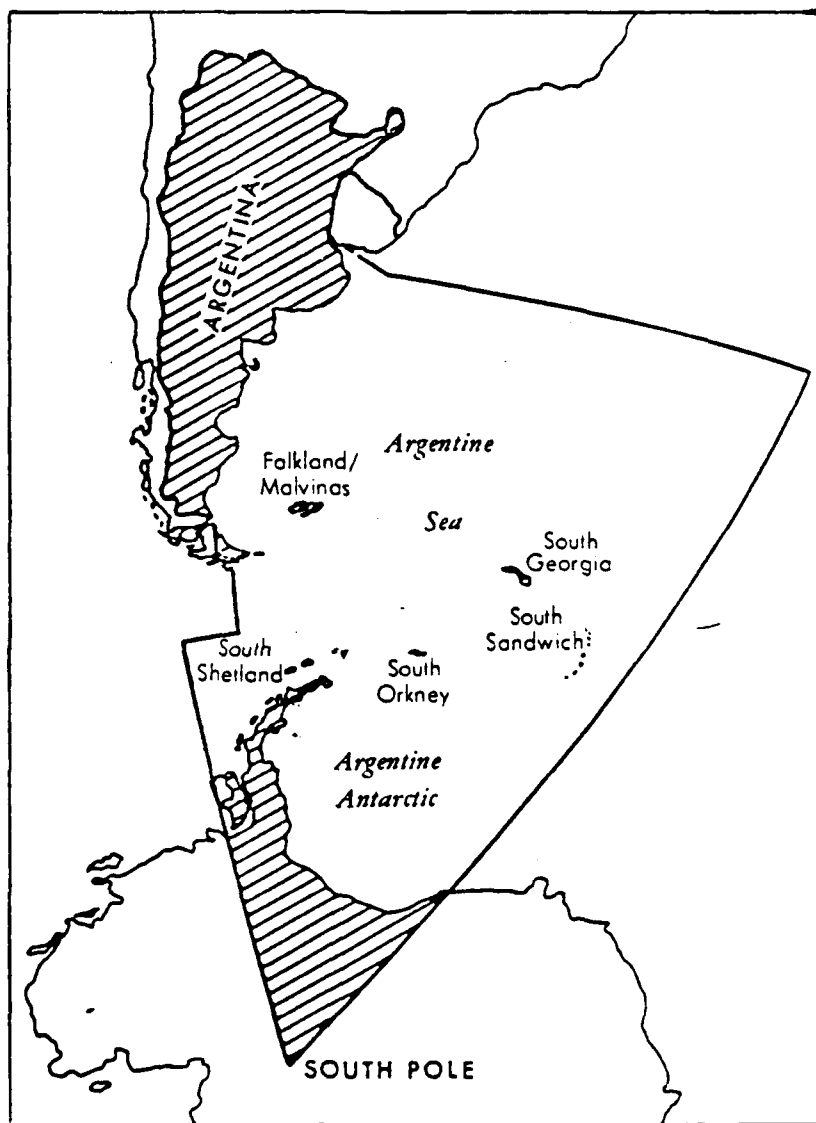 ARGENTINA
Argentine
Sea
Falkland/
Malvinas
South
Georgia
South
Sandwich
South
Shetland
South
Orkney
Argentine
Antarctic
SOUTH POLE